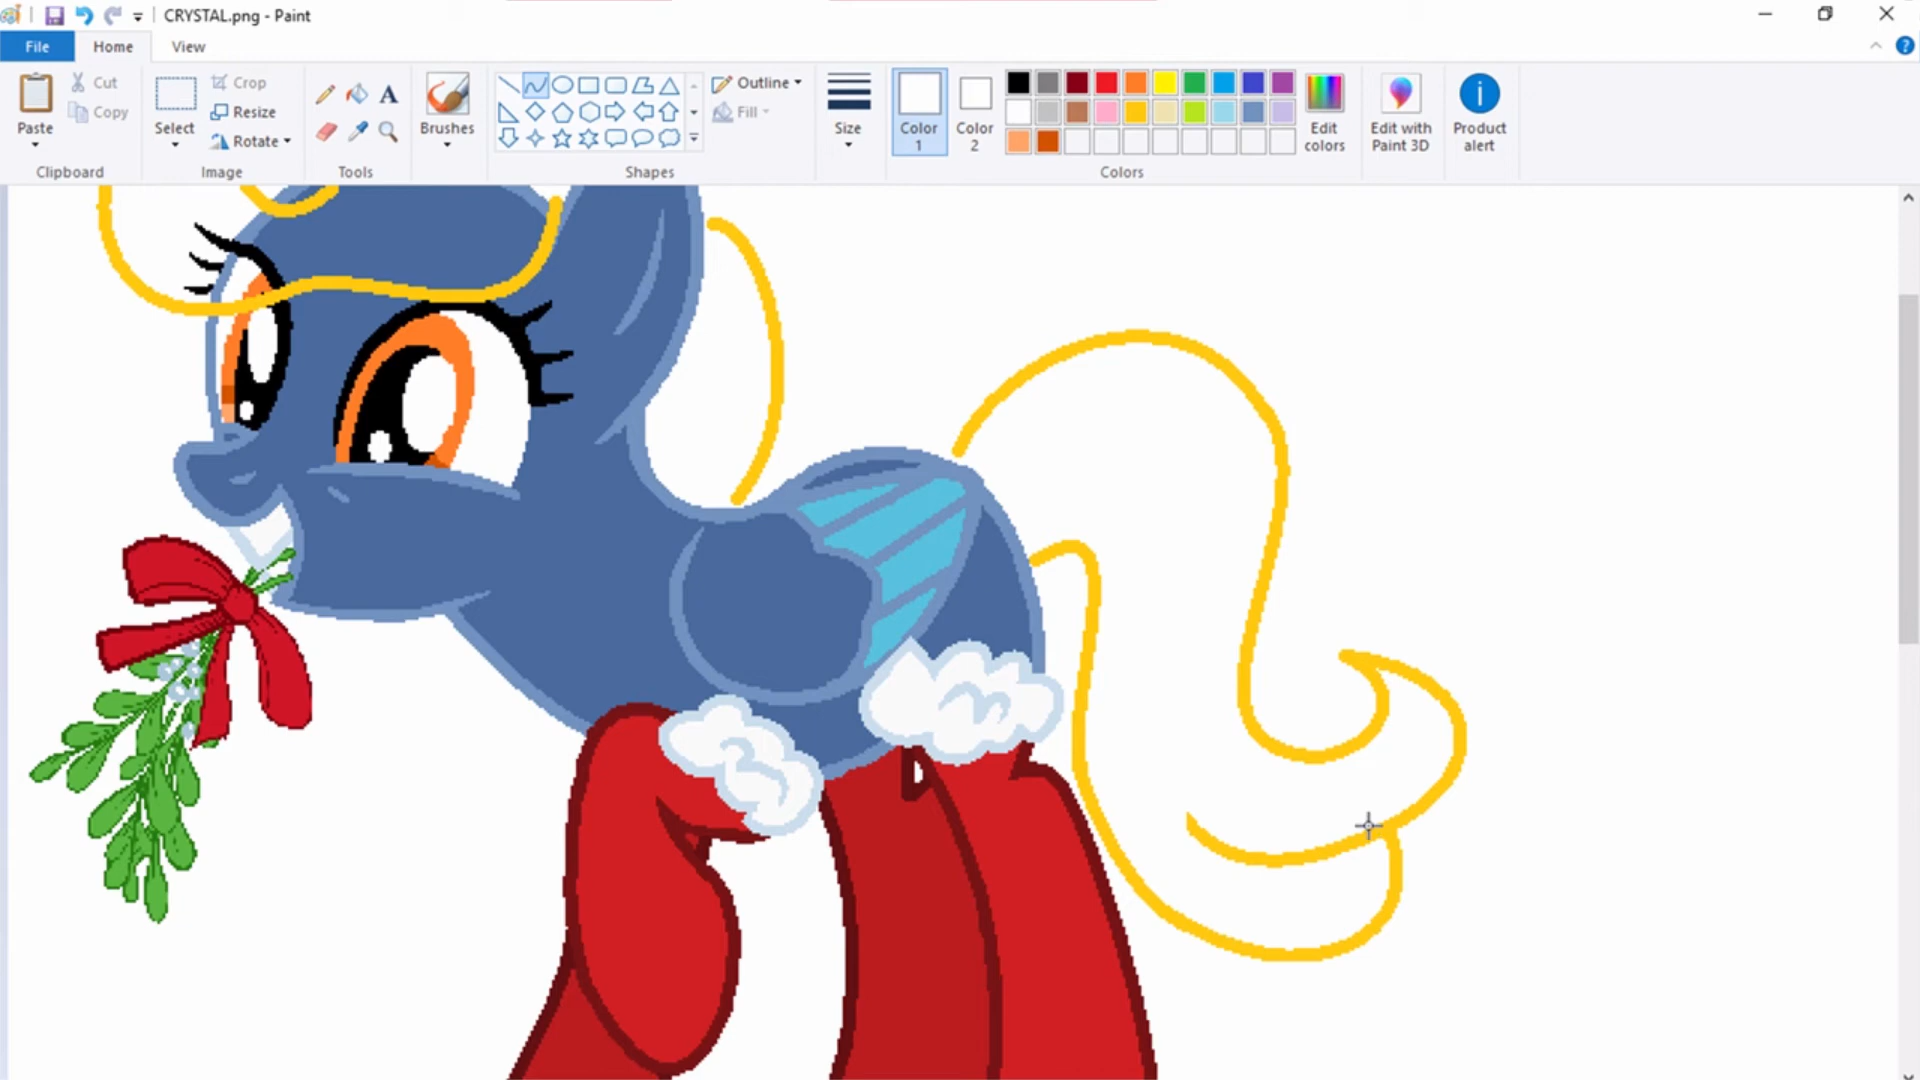 CRYSTAL.png - Paint
File Home View
Paste
Cut
Copy
Clipboard
Select
Crop
Resize
Rotate
Image
A
Tools
Brushes
Shapes
Outline
Fill
Size
Color
1
Color
2
Colors
Edit
colors
Edit with
Paint 3D
Product
alert